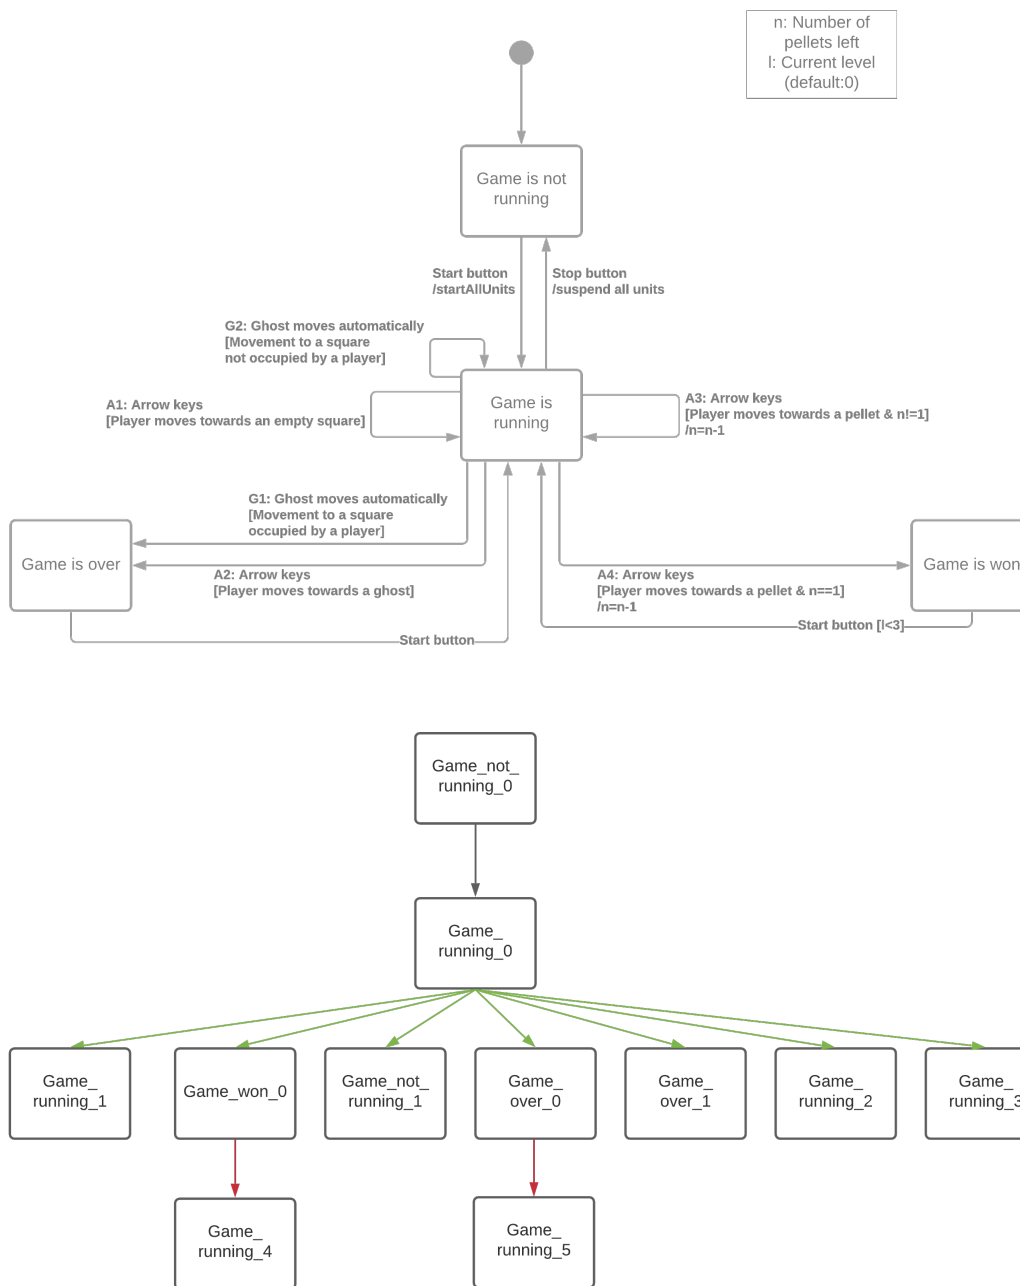 n: Number of
pellets left
l: Current level
(default:0)
Game is not
running
Start button
/startAllUnits
Stop button
/suspend all units
G2: Ghost moves automatically
[Movement to a square
not occupied by a player]
A1: Arrow keys
[Player moves towards an empty square]
Game is
running
A3: Arrow keys
[Player moves towards a pellet & n!=1]
/n=n-1
G1: Ghost moves automatically
[Movement to a square
occupied by a player]
Game is over
A2: Arrow keys
[Player moves towards a ghost]
A4: Arrow keys
[Player moves towards a pellet & n==1]
/n=n-1
Game is won
Start button
Start button [l<3]
Game_not_
running_0
Game_
running_0
Game_
running_1
Game_won_0
Game_not_
running_1
Game_
over_0
Game_
over_1
Game_
running_2
Game_
running_3
Game_
running_4
Game_
running_5